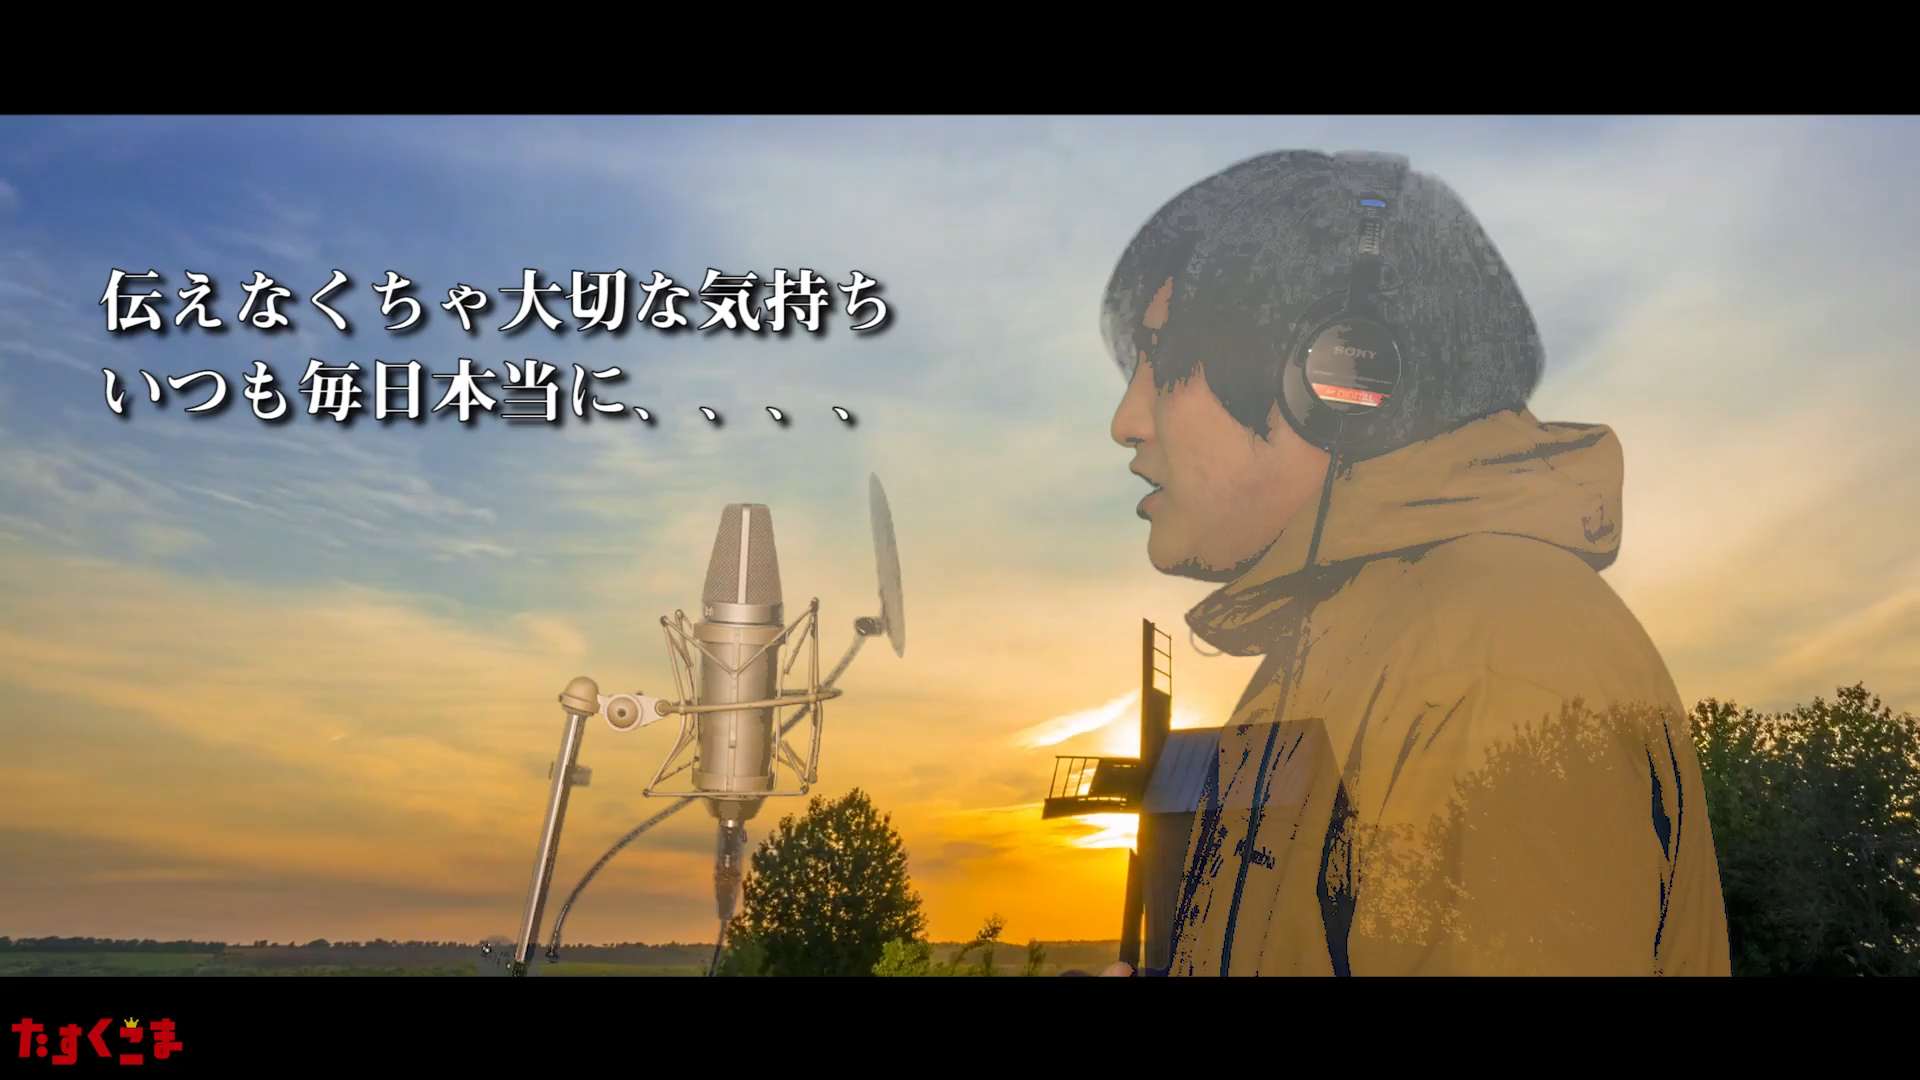 伝えなくちゃ大切な気持ち
いつも毎日本当に、、、、
SONY
たすくこま